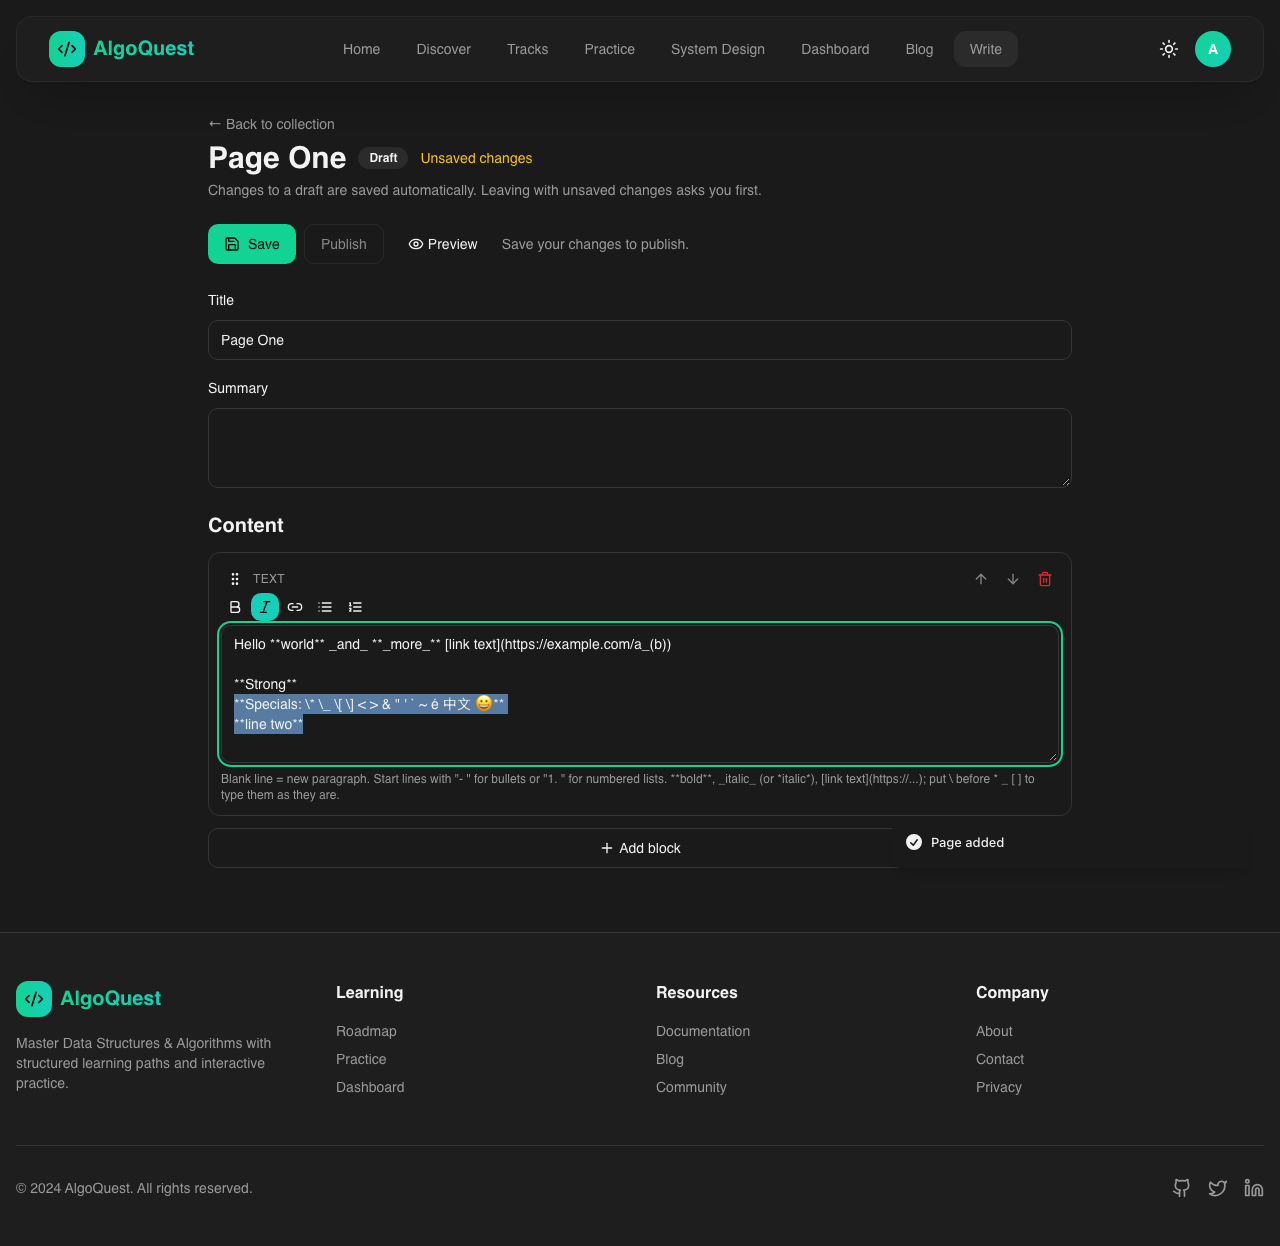 AlgoQuest
Home Discover Tracks Practice System Design Dashboard Blog Write
A
← Back to collection
Page One Draft Unsaved changes
Changes to a draft are saved automatically. Leaving with unsaved changes asks you first.
Save Publish Preview Save your changes to publish.
Title
Page One
Summary
Content
TEXT
Hello **world** _and_ **_more_** [link text](https://example.com/a_(b))
**Strong**
**Specials: \* \_ \[ \] < > & " ' ` ~ é 中文 😀**
**line two**
Blank line = new paragraph. Start lines with "- " for bullets or "1. " for numbered lists. **bold**, _italic_ (or *italic*), [link text](https://...); put \ before * _ [ ] to
type them as they are.
+ Add block
Page added
AlgoQuest
Master Data Structures & Algorithms with
structured learning paths and interactive
practice.
Learning
Roadmap
Practice
Dashboard
Resources
Documentation
Blog
Community
Company
About
Contact
Privacy
© 2024 AlgoQuest. All rights reserved.